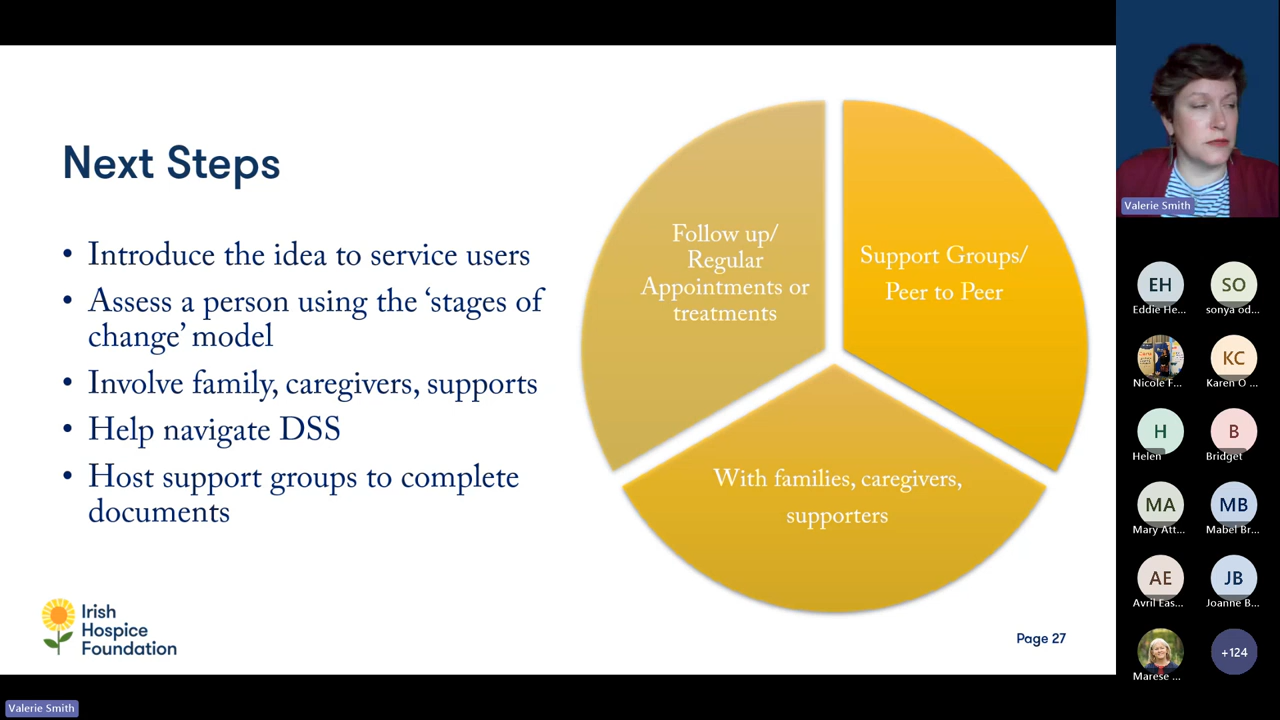 Next Steps
• Introduce the idea to service users
• Assess a person using the ‘stages of
change’ model
• Involve family, caregivers, supports
• Help navigate DSS
• Host support groups to complete
documents
Follow up/
Regular
Appointments or
treatments
Support Groups/
Peer to Peer
With families, caregivers,
supporters
Irish
Hospice
Foundation
Page 27
Valerie Smith
EH
Eddie He...
SO
sonya od...
Nicole F...
KC
Karen O ...
H
Helen
B
Bridget
MA
Mary Att...
MB
Mabel Br...
AE
Avril Eas...
JB
Joanne B...
Marese ...
+124
Valerie Smith